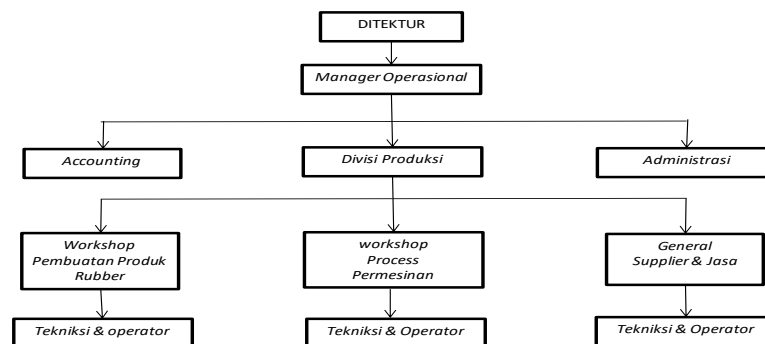 DITEKTUR
Manager Operasional
Accounting
Divisi Produksi
Administrasi
Workshop
Pembuatan Produk
Rubber
workshop
Process
Permesinan
General
Supplier & Jasa
Tekniksi & operator
Tekniksi & Operator
Tekniksi & Operator